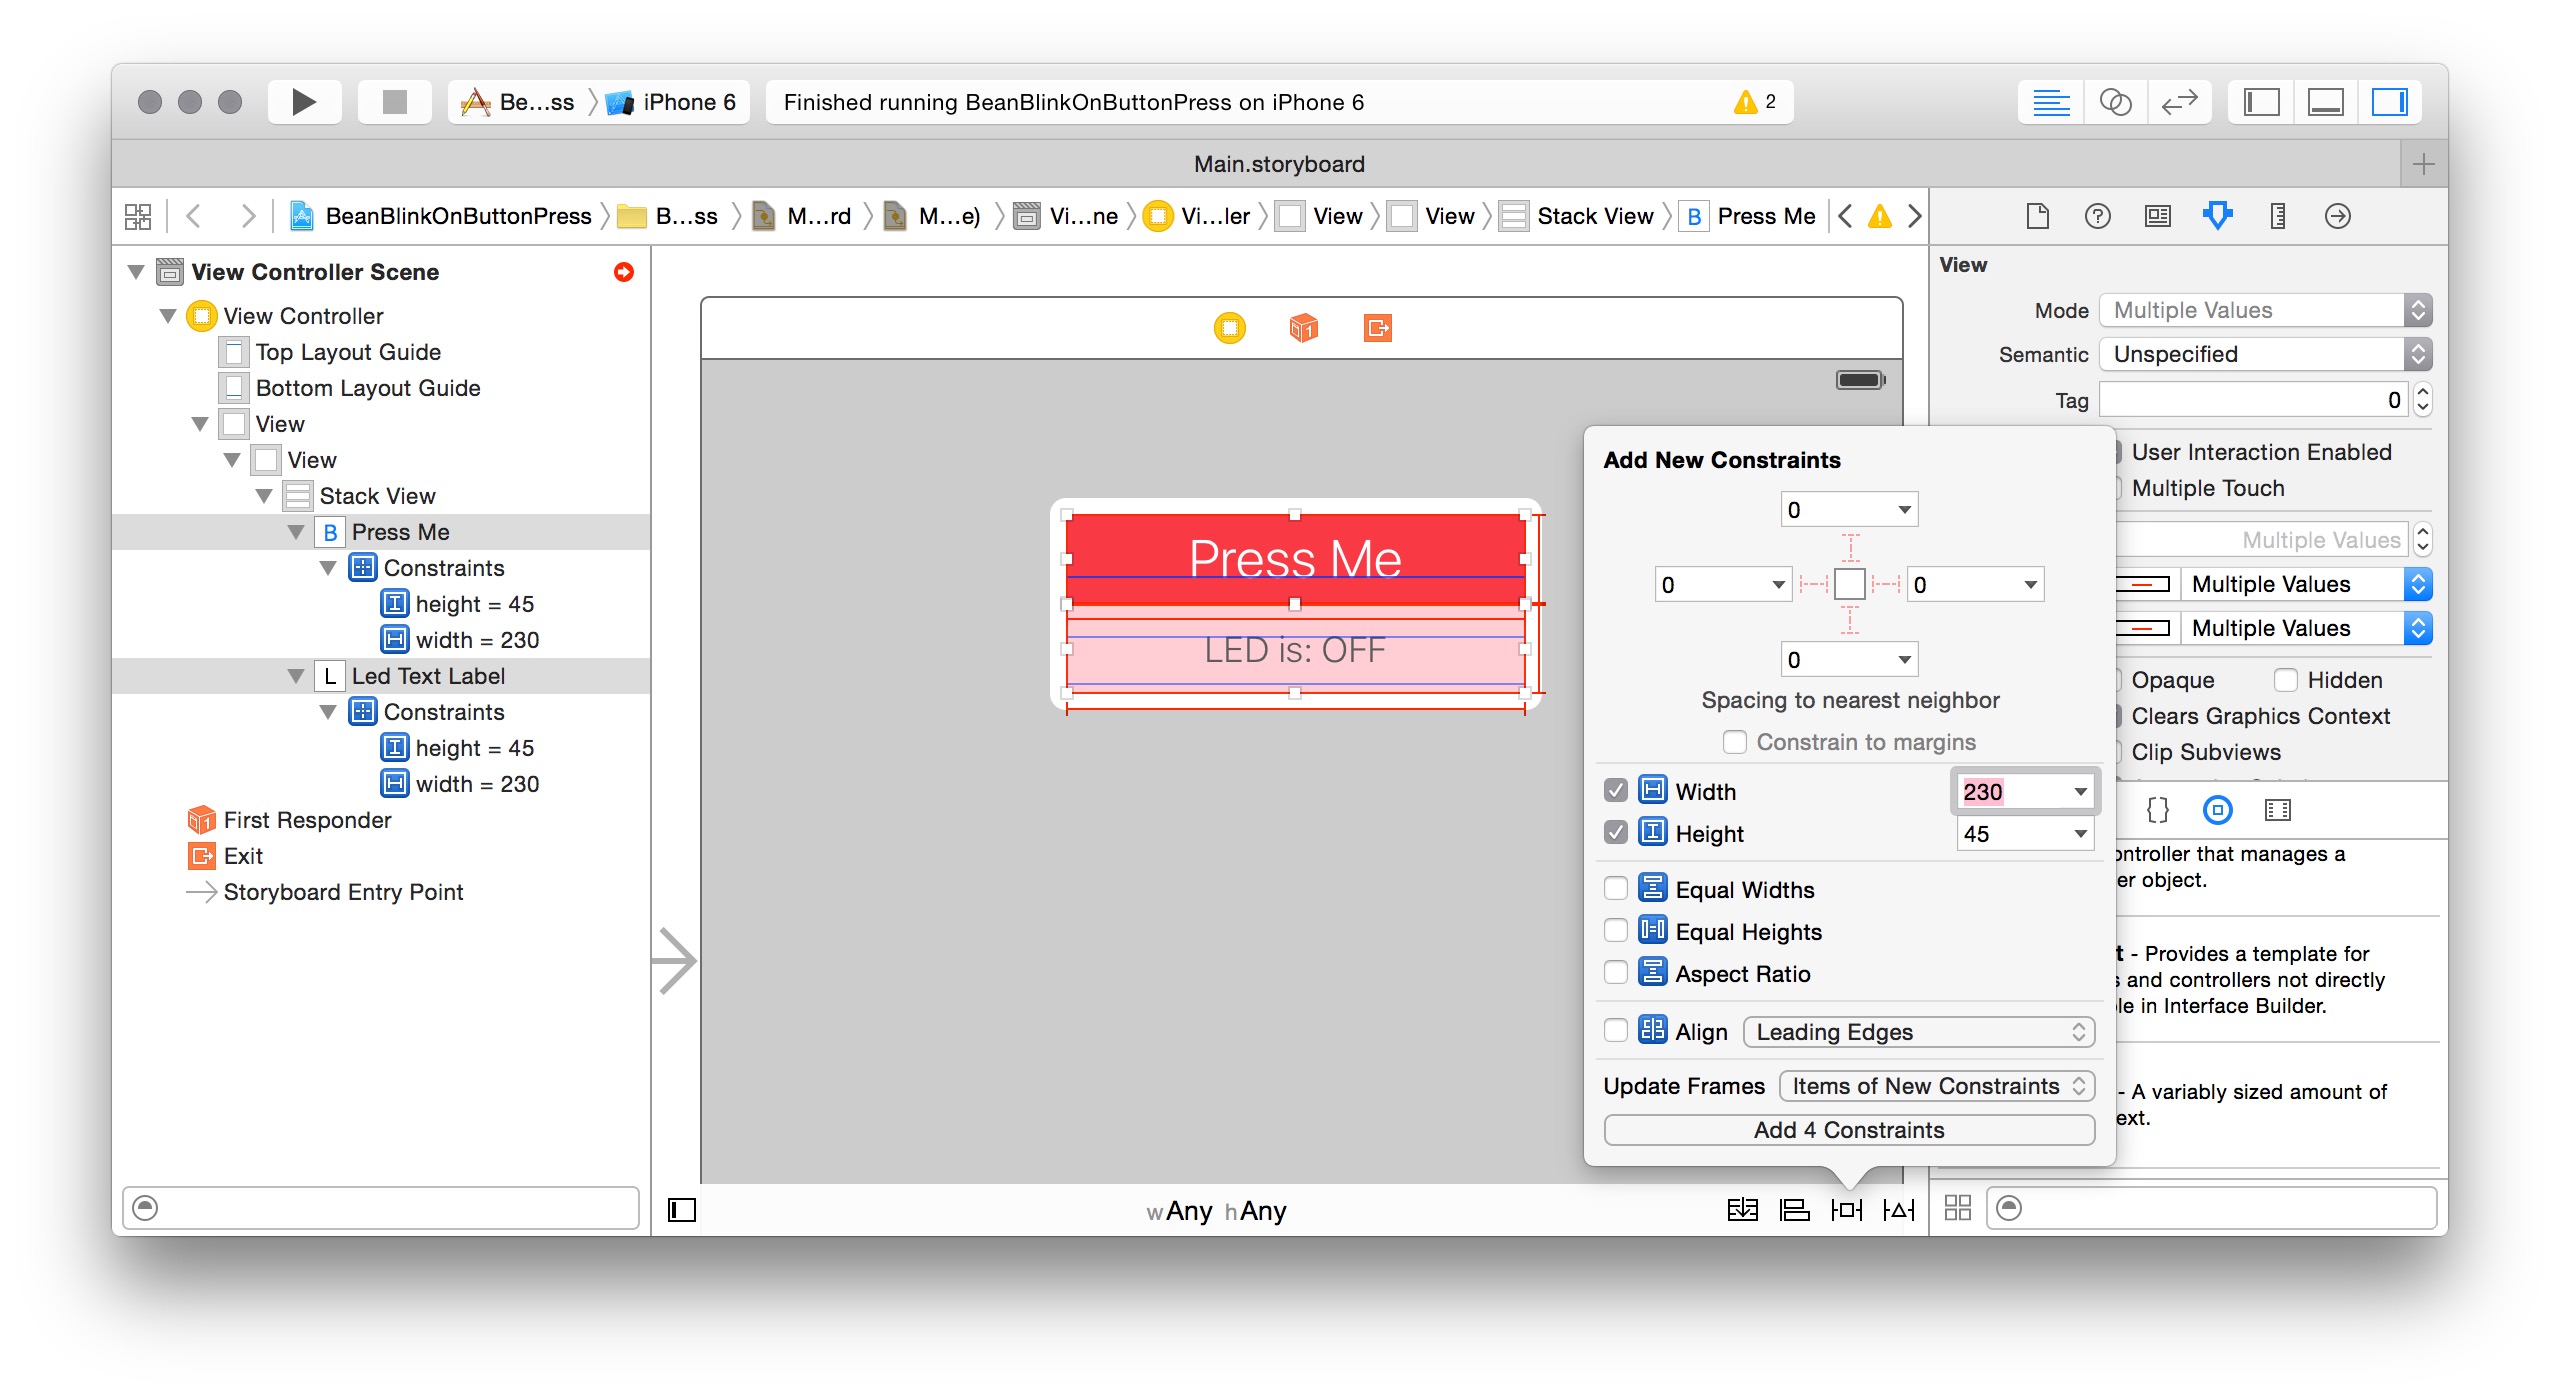 Be...ss iPhone 6 Finished running BeanBlinkOnButtonPress on iPhone 6 2
Main.storyboard
BeanBlinkOnButtonPress B...ss M...rd M...e) Vi...ne Vi...ler View View Stack View B Press Me
View Controller Scene
View Controller
Top Layout Guide
Bottom Layout Guide
View
View
Stack View
B Press Me
Constraints
height = 45
width = 230
L Led Text Label
Constraints
height = 45
width = 230
First Responder
Exit
Storyboard Entry Point
Press Me
LED is: OFF
wAny hAny
Add New Constraints
0
0 0
0
Spacing to nearest neighbor
Constrain to margins
Width 230
Height 45
Equal Widths
Equal Heights
Aspect Ratio
Align Leading Edges
Update Frames Items of New Constraints
Add 4 Constraints
View
Mode Multiple Values
Semantic Unspecified
Tag 0
User Interaction Enabled
Multiple Touch
Multiple Values
Multiple Values
Multiple Values
Opaque Hidden
Clears Graphics Context
Clip Subviews
{}
ontroller that manages a
er object.
t - Provides a template for
s and controllers not directly
le in Interface Builder.
- A variably sized amount of
ext.